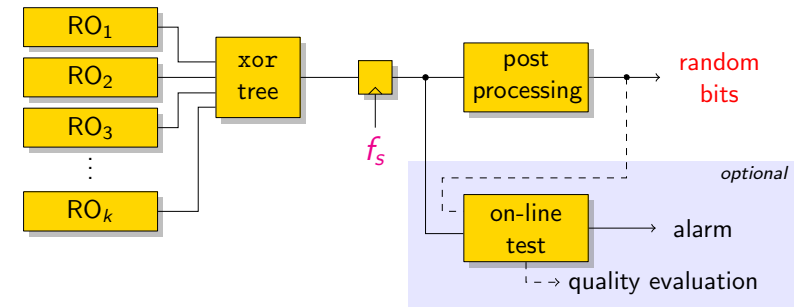 RO₁
RO₂
RO₃
⋮
ROₖ
xor
tree
fₛ
post
processing
random
bits
optional
on-line
test
alarm
quality evaluation